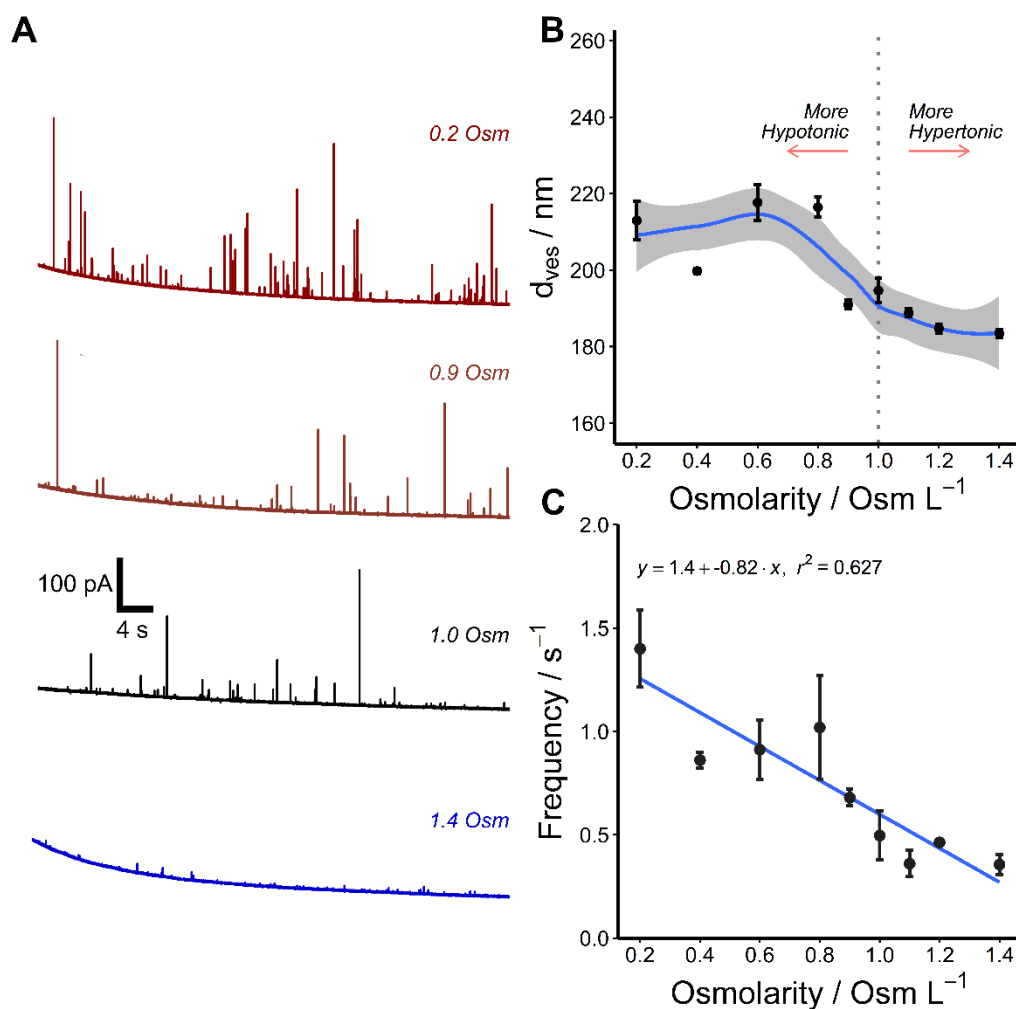 A
0.2 Osm
0.9 Osm
100 pA
4 s
1.0 Osm
1.4 Osm
B
260
240
220
200
180
160
d_ves / nm
More
Hypotonic
More
Hypertonic
0.2 0.4 0.6 0.8 1.0 1.2 1.4
Osmolarity / Osm L⁻¹
C
2.0
1.5
1.0
0.5
0.0
Frequency / s⁻¹
y = 1.4 + -0.82 · x, r² = 0.627
0.2 0.4 0.6 0.8 1.0 1.2 1.4
Osmolarity / Osm L⁻¹